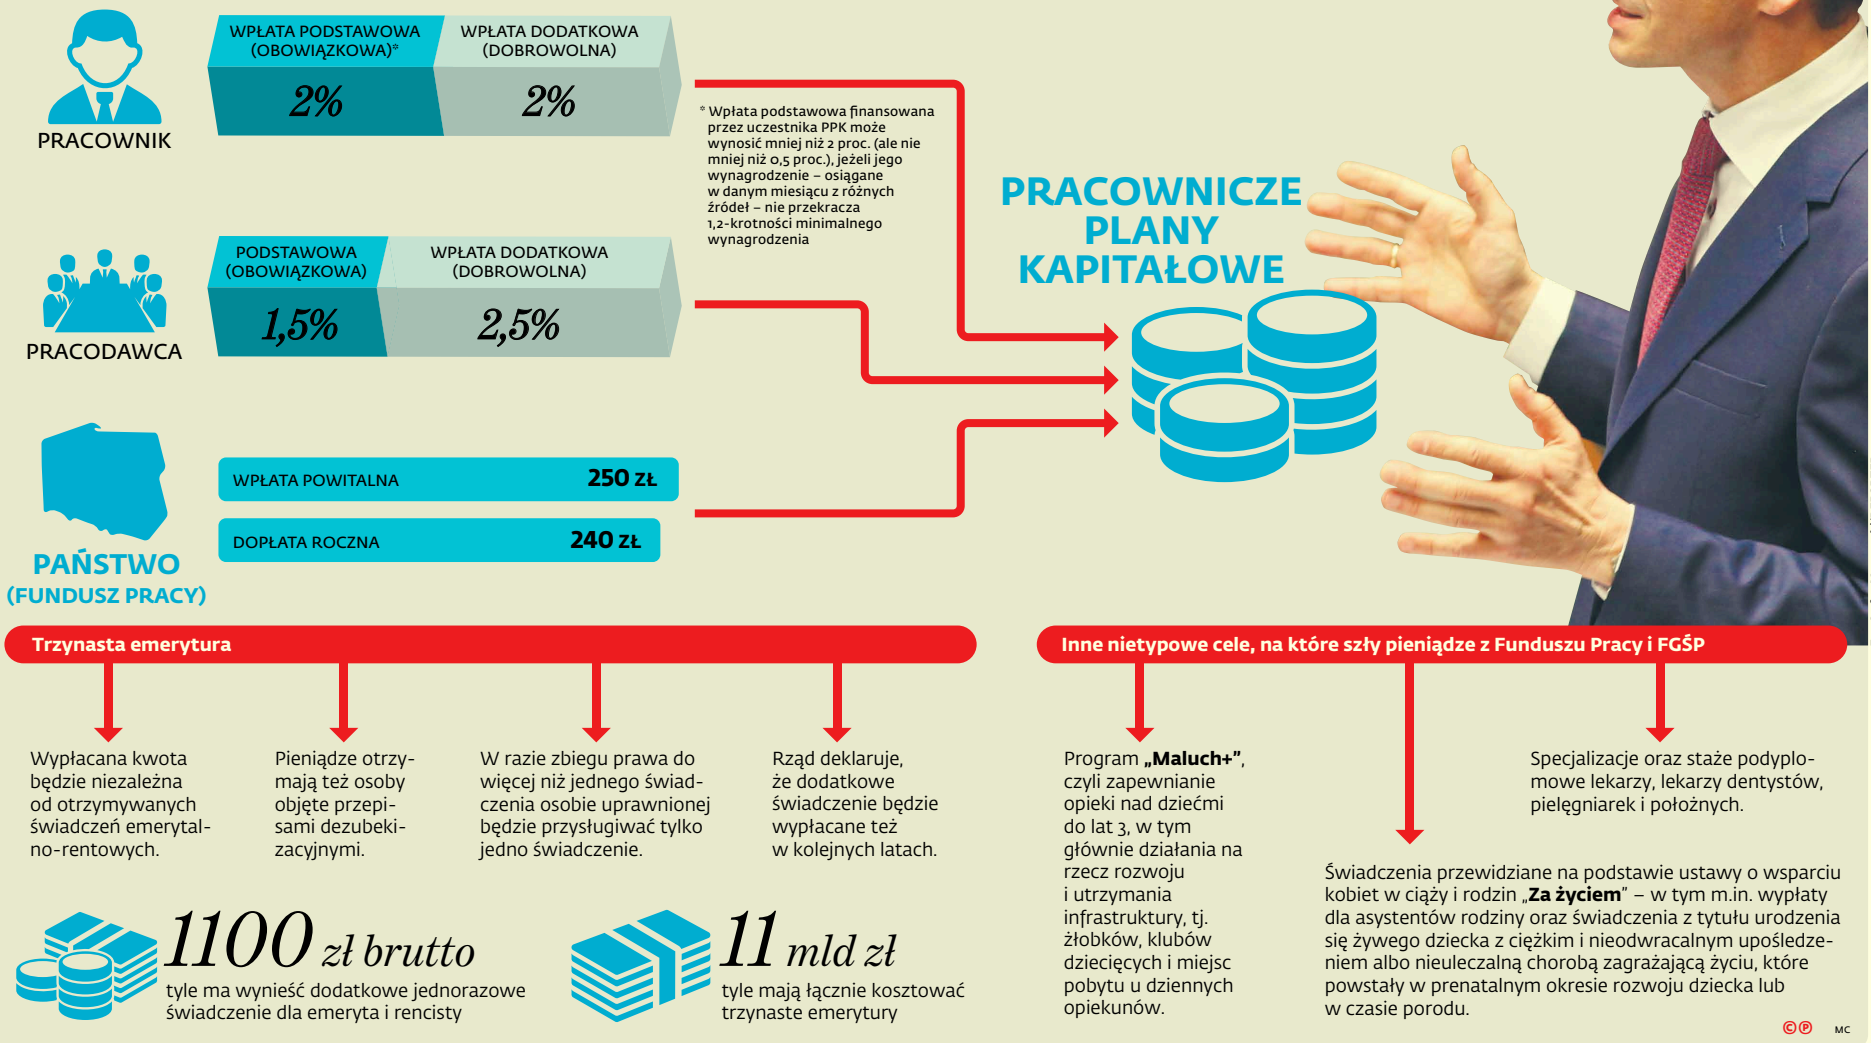 WPŁATA PODSTAWOWA
(OBOWIĄZKOWA)*
WPŁATA DODATKOWA
(DOBROWOLNA)
2%
2%
PRACOWNIK
* Wpłata podstawowa finansowana
przez uczestnika PPK może
wynosić mniej niż 2 proc. (ale nie
mniej niż 0,5 proc.), jeżeli jego
wynagrodzenie – osiągane
w danym miesiącu z różnych
źródeł – nie przekracza
1,2-krotności minimalnego
wynagrodzenia
PODSTAWOWA
(OBOWIĄZKOWA)
WPŁATA DODATKOWA
(DOBROWOLNA)
1,5%
2,5%
PRACODAWCA
PRACOWNICZE
PLANY
KAPITAŁOWE
WPŁATA POWITALNA 250 ZŁ
DOPŁATA ROCZNA 240 ZŁ
PAŃSTWO
(FUNDUSZ PRACY)
Trzynasta emerytura
Wypłacana kwota
będzie niezależna
od otrzymywanych
świadczeń emerytal-
no-rentowych.
Pieniądze otrzy-
mają też osoby
objęte przepi-
sami dezubeki-
zacyjnymi.
W razie zbiegu prawa do
więcej niż jednego świad-
czenia osobie uprawnionej
będzie przysługiwać tylko
jedno świadczenie.
Rząd deklaruje,
że dodatkowe
świadczenie będzie
wypłacane też
w kolejnych latach.
1100 zł brutto
tyle ma wynieść dodatkowe jednorazowe
świadczenie dla emeryta i rencisty
11 mld zł
tyle mają łącznie kosztować
trzynaste emerytury
Inne nietypowe cele, na które szły pieniądze z Funduszu Pracy i FGŚP
Program „Maluch+”,
czyli zapewnianie
opieki nad dziećmi
do lat 3, w tym
głównie działania na
rzecz rozwoju
i utrzymania
infrastruktury, tj.
żłobków, klubów
dziecięcych i miejsc
pobytu u dziennych
opiekunów.
Specjalizacje oraz staże podyplo-
mowe lekarzy, lekarzy dentystów,
pielęgniarek i położnych.
Świadczenia przewidziane na podstawie ustawy o wsparciu
kobiet w ciąży i rodzin „Za życiem” – w tym m.in. wypłaty
dla asystentów rodziny oraz świadczenia z tytułu urodzenia
się żywego dziecka z ciężkim i nieodwracalnym upośledze-
niem albo nieuleczalną chorobą zagrażającą życiu, które
powstały w prenatalnym okresie rozwoju dziecka lub
w czasie porodu.
©℗ MC